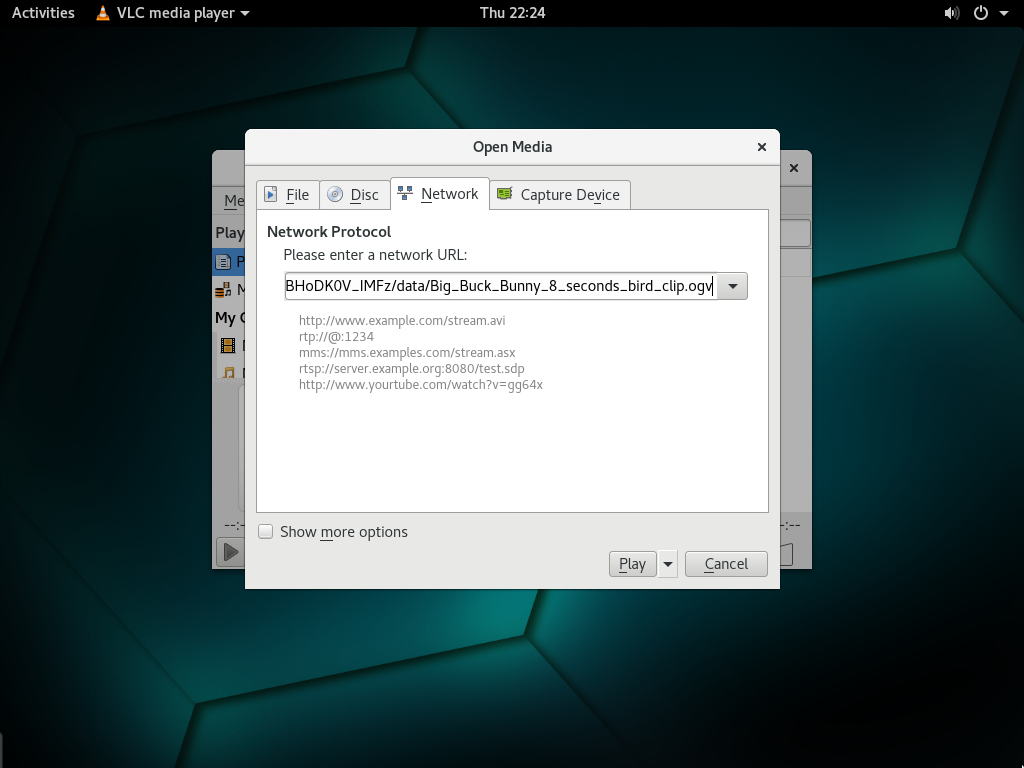 Activities VLC media player Thu 22:24
Open Media
File Disc Network Capture Device
Me
Network Protocol
Play
Please enter a network URL:
P
BHoDK0V_IMFz/data/Big_Buck_Bunny_8_seconds_bird_clip.ogv
M
http://www.example.com/stream.avi
My C
rtp://@:1234
mms://mms.examples.com/stream.asx
rtsp://server.example.org:8080/test.sdp
http://www.yourtube.com/watch?v=gg64x
--:-
-:--
Show more options
Play Cancel